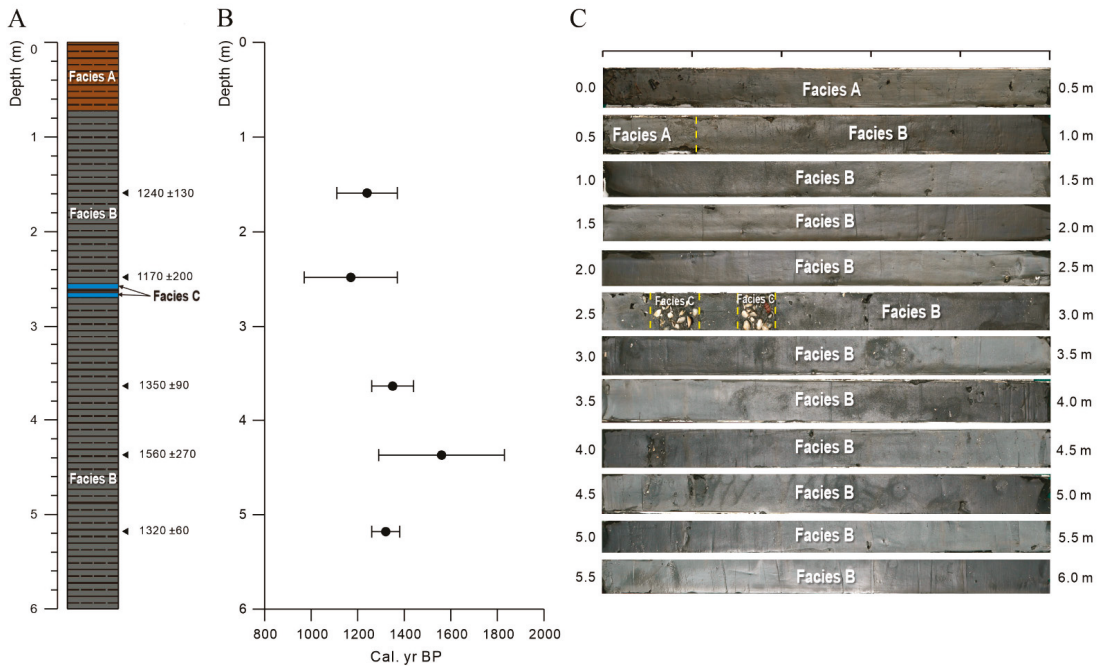 A
Depth (m)
0
1
2
3
4
5
6
Facies A
Facies B
Facies B
1240 ±130
1170 ±200
Facies C
1350 ±90
1560 ±270
1320 ±60
B
Depth (m)
0
1
2
3
4
5
6
800 1000 1200 1400 1600 1800 2000
Cal. yr BP
C
0.0 Facies A 0.5 m
0.5 Facies A Facies B 1.0 m
1.0 Facies B 1.5 m
1.5 Facies B 2.0 m
2.0 Facies B 2.5 m
2.5 Facies C Facies C Facies B 3.0 m
3.0 Facies B 3.5 m
3.5 Facies B 4.0 m
4.0 Facies B 4.5 m
4.5 Facies B 5.0 m
5.0 Facies B 5.5 m
5.5 Facies B 6.0 m